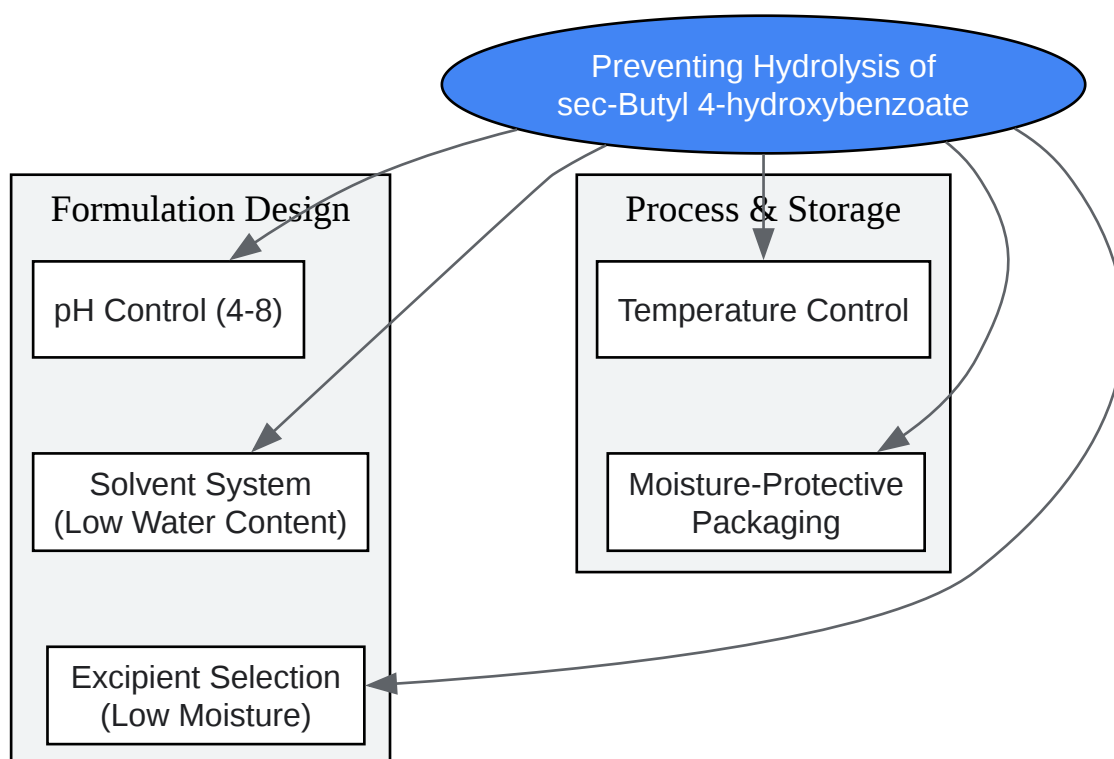 Preventing Hydrolysis of
sec-Butyl 4-hydroxybenzoate
Formulation Design
pH Control (4-8)
Solvent System
(Low Water Content)
Excipient Selection
(Low Moisture)
Process & Storage
Temperature Control
Moisture-Protective
Packaging